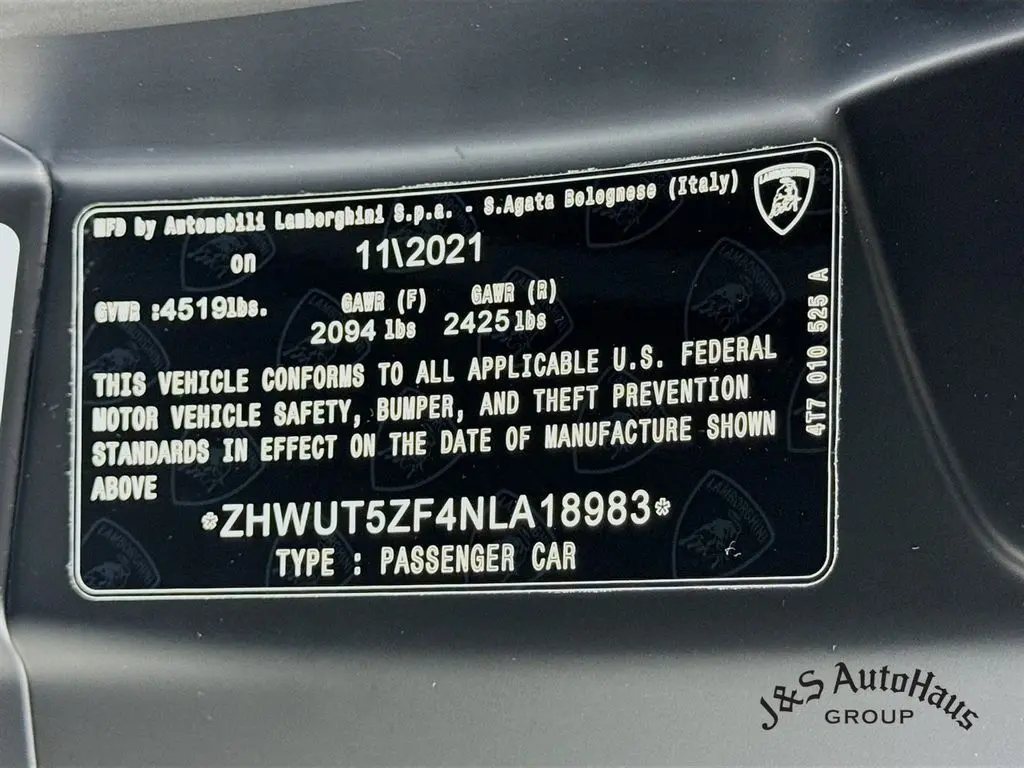 MFD by Automobili Lamborghini S.p.a. - S.Agata Bolognese (Italy)
LAMBORGHINI
on 11\2021
GVWR :4519lbs. GAWR (F) GAWR (R)
2094 lbs 2425 lbs
THIS VEHICLE CONFORMS TO ALL APPLICABLE U.S. FEDERAL
MOTOR VEHICLE SAFETY, BUMPER, AND THEFT PREVENTION
STANDARDS IN EFFECT ON THE DATE OF MANUFACTURE SHOWN
ABOVE
*ZHWUT5ZF4NLA18983*
TYPE : PASSENGER CAR
4T7 010 525 A
J&S AutoHaus
GROUP